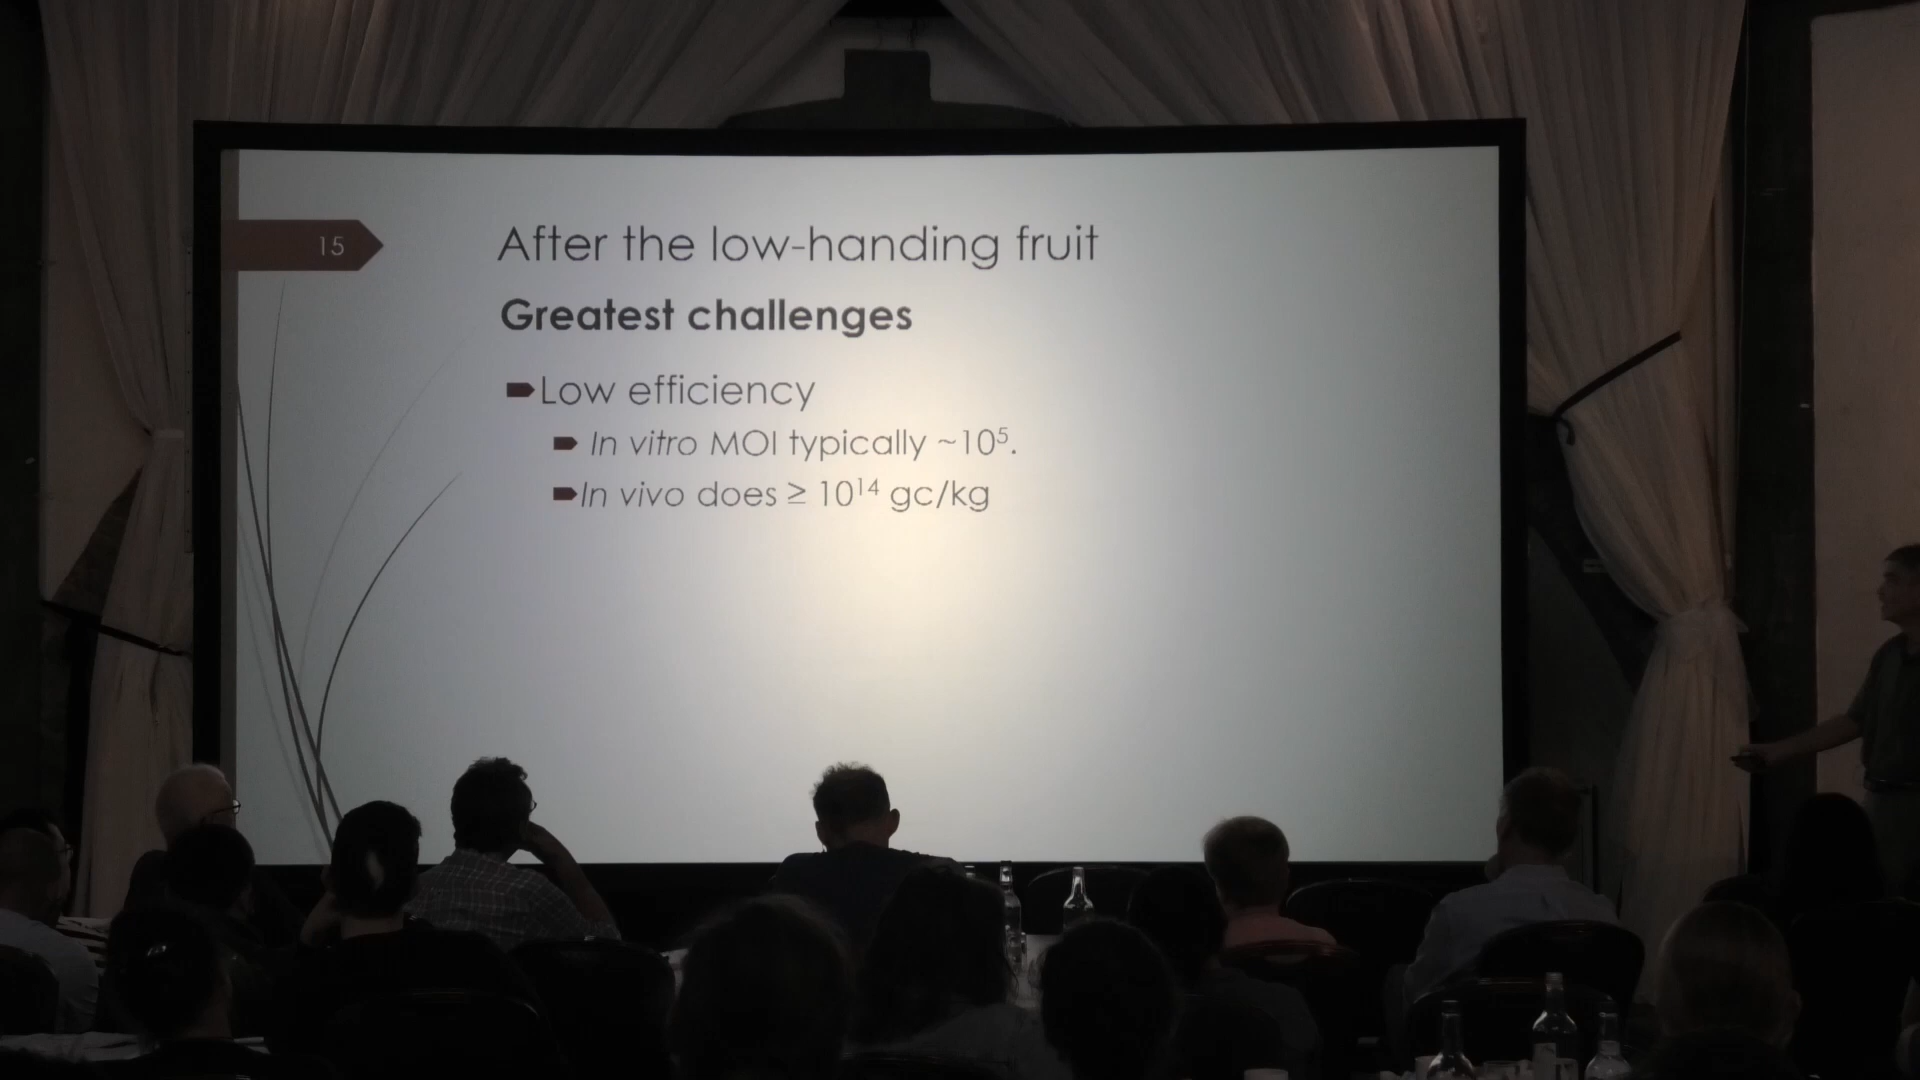 15
After the low-handing fruit
Greatest challenges
Low efficiency
In vitro MOI typically ~10⁵.
In vivo does ≥ 10¹⁴ gc/kg